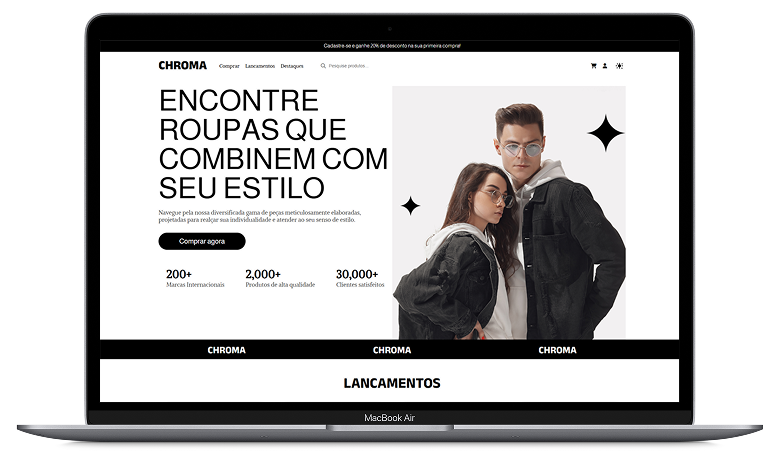 Cadastre-se e ganhe 20% de desconto na sua primeira compra!
CHROMA Comprar Lancamentos Destaques Pesquise produtos...
ENCONTRE
ROUPAS QUE
COMBINEM COM
SEU ESTILO
Navegue pela nossa diversificada gama de peças meticulosamente elaboradas,
projetadas para realçar sua individualidade e atender ao seu senso de estilo.
Comprar agora
200+ 2,000+ 30,000+
Marcas Internacionais Produtos de alta qualidade Clientes satisfeitos
CHROMA CHROMA CHROMA
LANCAMENTOS
MacBook Air